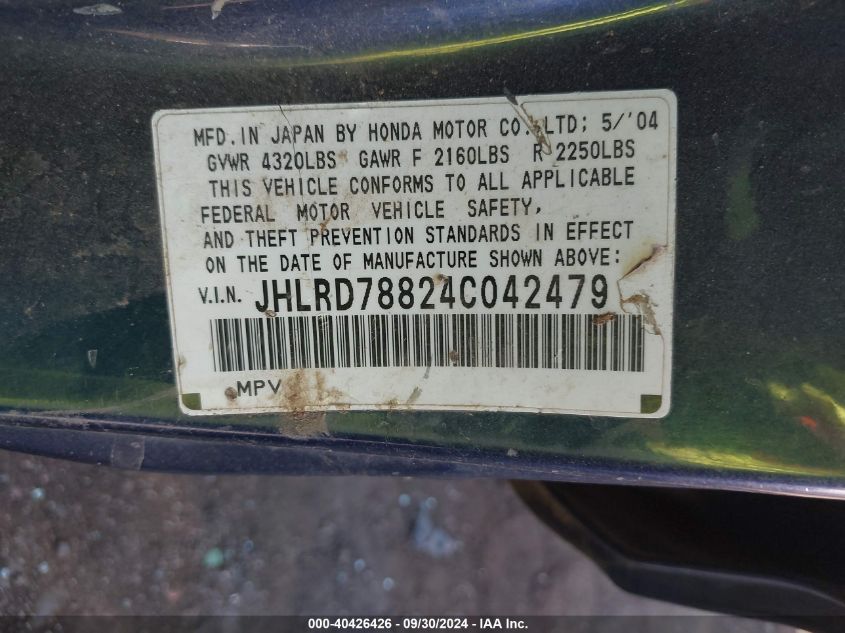 MFD.IN JAPAN BY HONDA MOTOR CO.,LTD; 5/'04
GVWR 4320LBS GAWR F 2160LBS R 2250LBS
THIS VEHICLE CONFORMS TO ALL APPLICABLE
FEDERAL MOTOR VEHICLE SAFETY,
AND THEFT PREVENTION STANDARDS IN EFFECT
ON THE DATE OF MANUFACTURE SHOWN ABOVE:
V.I.N. JHLRD78824C042479
MPV
000-40426426 - 09/30/2024 - IAA Inc.